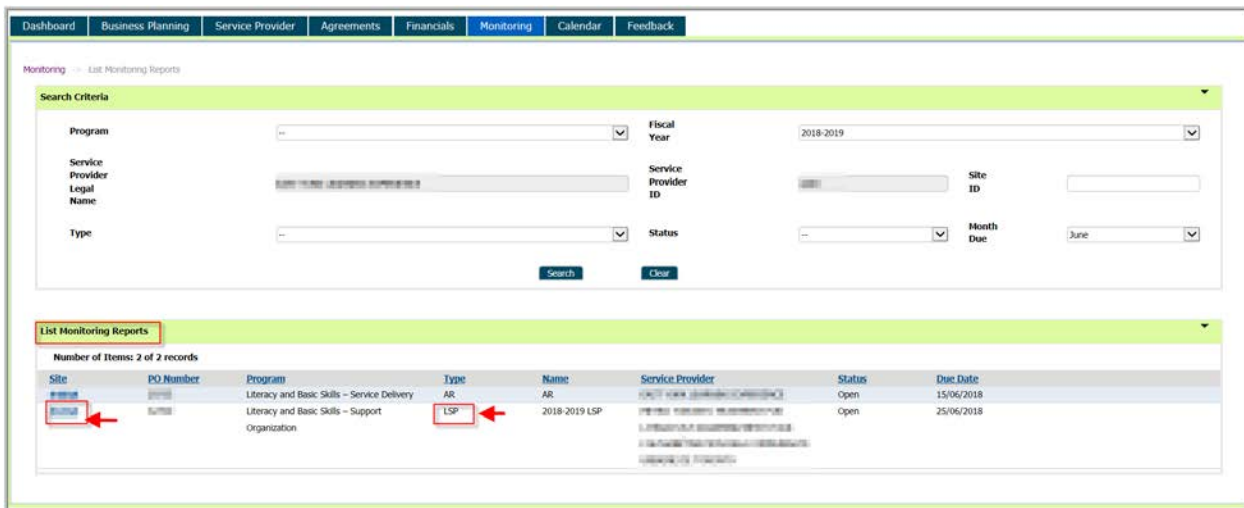 Dashboard Business Planning Service Provider Agreements Financials Monitoring Calendar Feedback
Monitoring -> List Monitoring Reports
Search Criteria
Program -- Fiscal Year 2018-2019
Service Provider Legal Name Service Provider ID Site ID
Type -- Status -- Month Due June
Search Clear
List Monitoring Reports
Number of Items: 2 of 2 records
Site PO Number Program Type Name Service Provider Status Due Date
Literacy and Basic Skills – Service Delivery AR AR Open 15/06/2018
Literacy and Basic Skills – Support LSP 2018-2019 LSP Open 25/06/2018
Organization